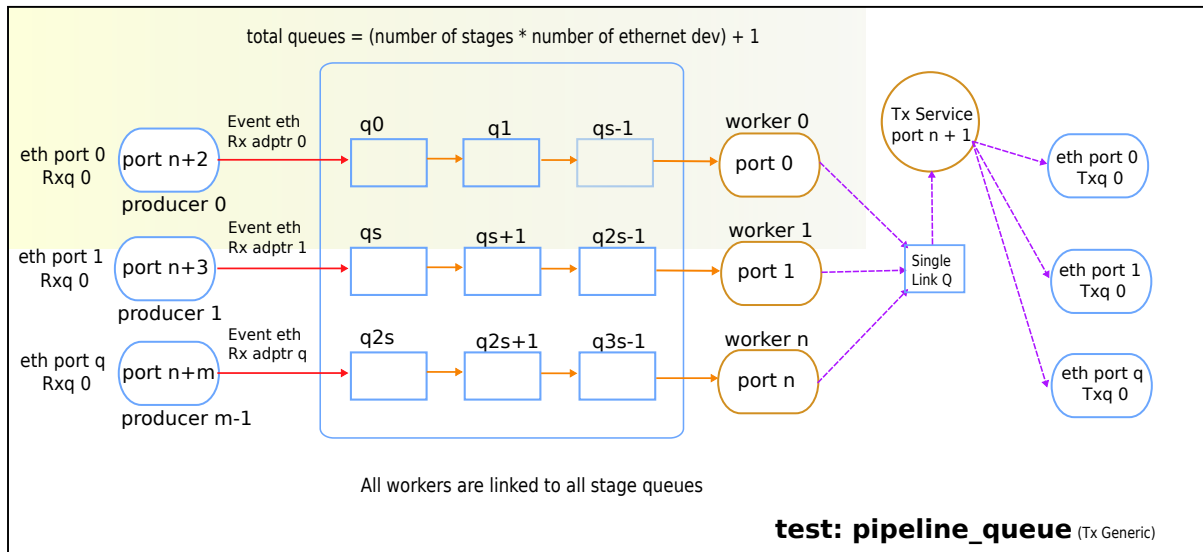 total queues = (number of stages * number of ethernet dev) + 1
eth port 0
Rxq 0
port n+2
producer 0
Event eth
Rx adptr 0
q0
q1
qs-1
worker 0
port 0
Tx Service
port n + 1
eth port 0
Txq 0
eth port 1
Rxq 0
port n+3
producer 1
Event eth
Rx adptr 1
qs
qs+1
q2s-1
worker 1
port 1
Single
Link Q
eth port 1
Txq 0
eth port q
Rxq 0
port n+m
producer m-1
Event eth
Rx adptr q
q2s
q2s+1
q3s-1
worker n
port n
eth port q
Txq 0
All workers are linked to all stage queues
test: pipeline_queue (Tx Generic)